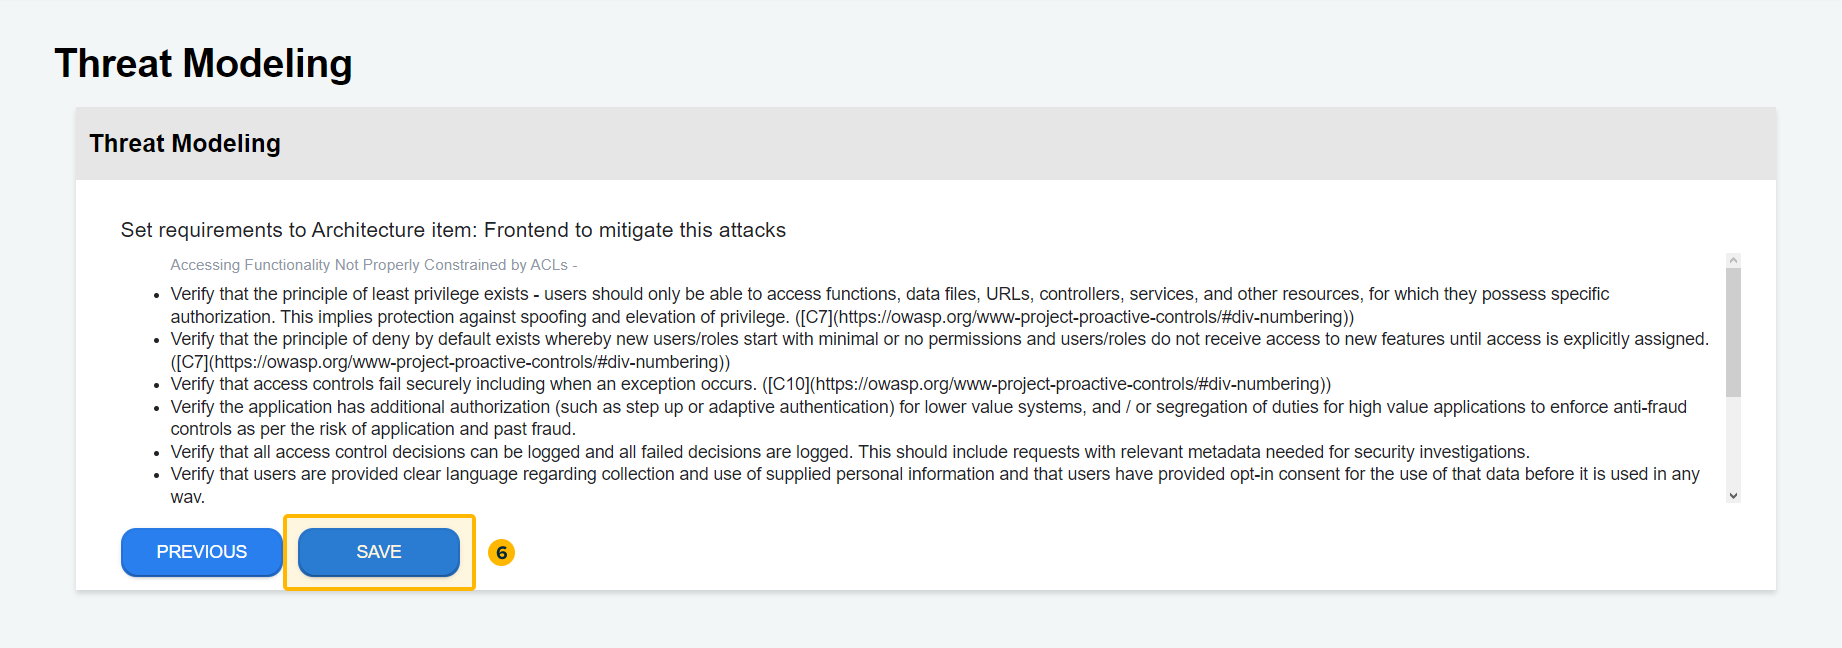 Threat Modeling
Threat Modeling
Set requirements to Architecture item: Frontend to mitigate this attacks
Accessing Functionality Not Properly Constrained by ACLs -
• Verify that the principle of least privilege exists - users should only be able to access functions, data files, URLs, controllers, services, and other resources, for which they possess specific
authorization. This implies protection against spoofing and elevation of privilege. ([C7](https://owasp.org/www-project-proactive-controls/#div-numbering))
• Verify that the principle of deny by default exists whereby new users/roles start with minimal or no permissions and users/roles do not receive access to new features until access is explicitly assigned.
([C7](https://owasp.org/www-project-proactive-controls/#div-numbering))
• Verify that access controls fail securely including when an exception occurs. ([C10](https://owasp.org/www-project-proactive-controls/#div-numbering))
• Verify the application has additional authorization (such as step up or adaptive authentication) for lower value systems, and / or segregation of duties for high value applications to enforce anti-fraud
controls as per the risk of application and past fraud.
• Verify that all access control decisions can be logged and all failed decisions are logged. This should include requests with relevant metadata needed for security investigations.
• Verify that users are provided clear language regarding collection and use of supplied personal information and that users have provided opt-in consent for the use of that data before it is used in any
way.
PREVIOUS SAVE 6